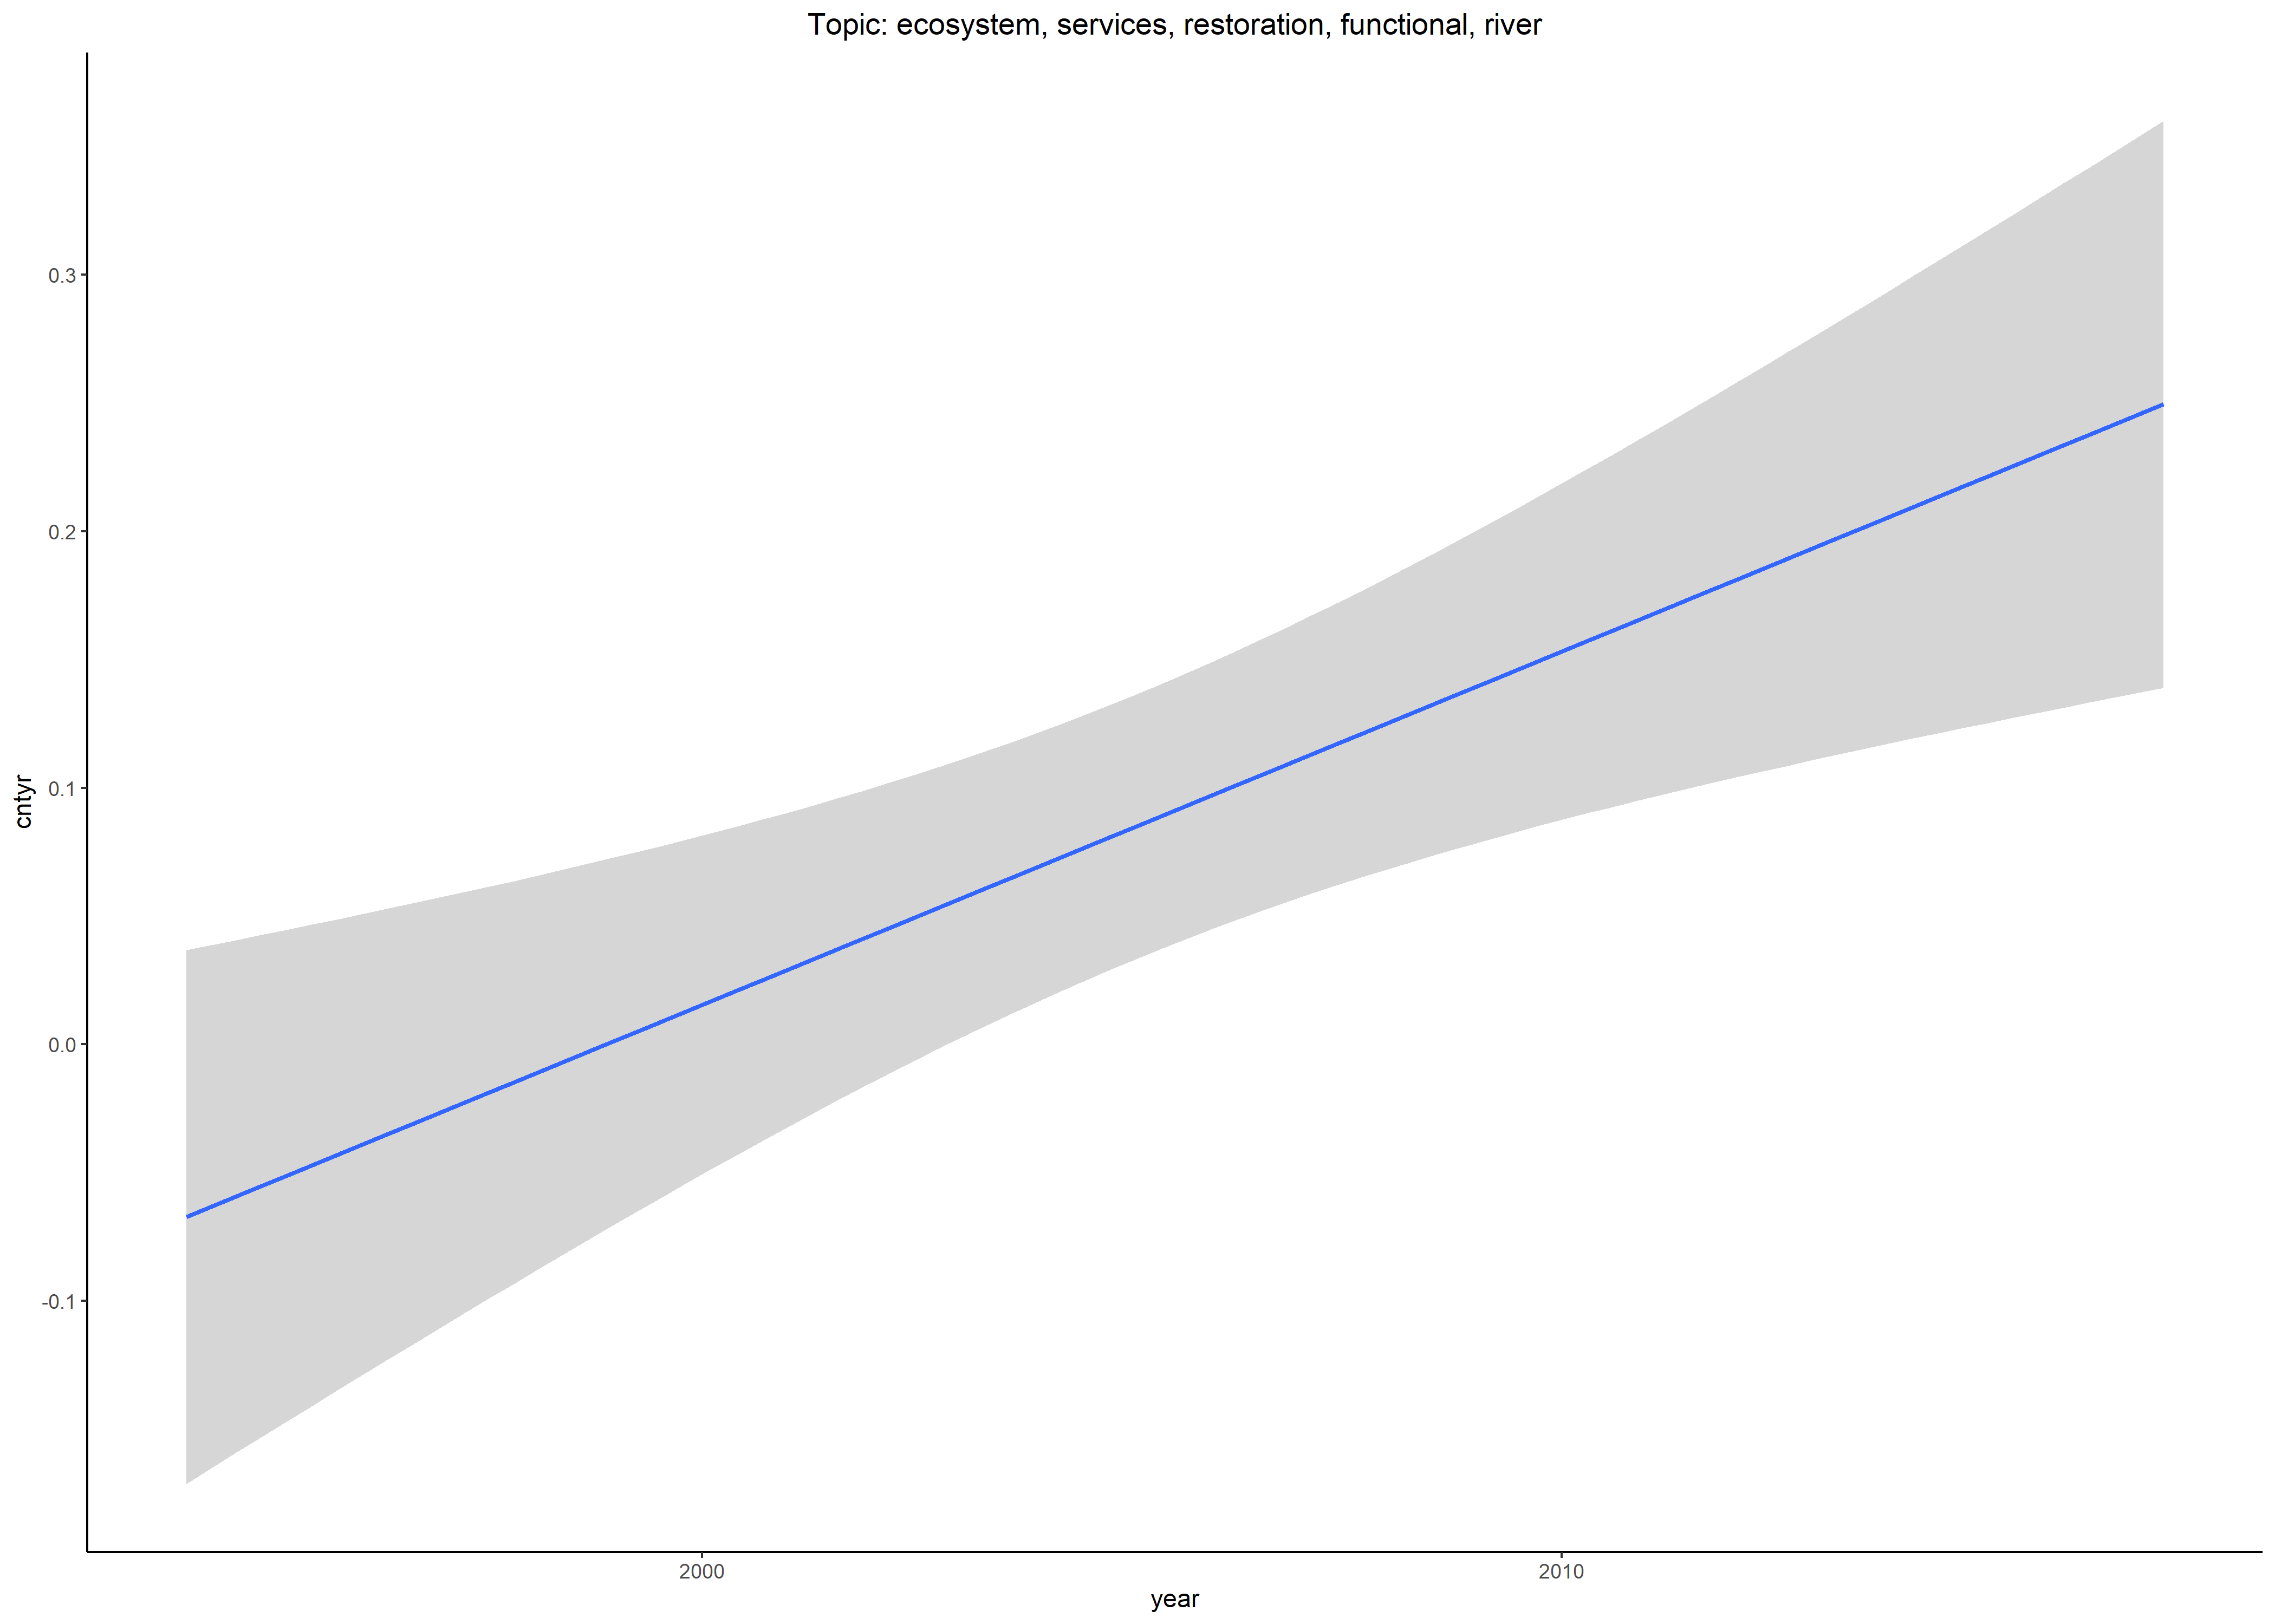 Topic: ecosystem, services, restoration, functional, river
cntyr
0.3
0.2
0.1
0.0
-0.1
2000
2010
year